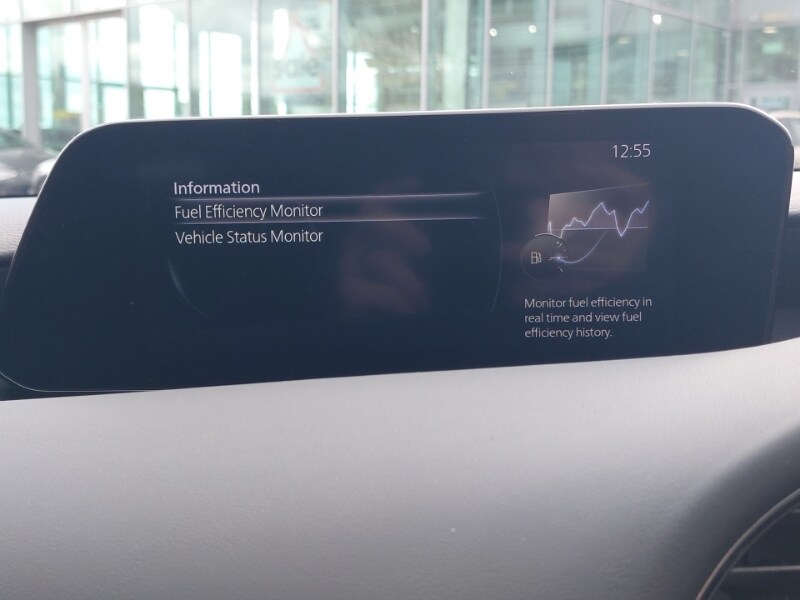 12:55
Information
Fuel Efficiency Monitor
Vehicle Status Monitor
Monitor fuel efficiency in
real time and view fuel
efficiency history.